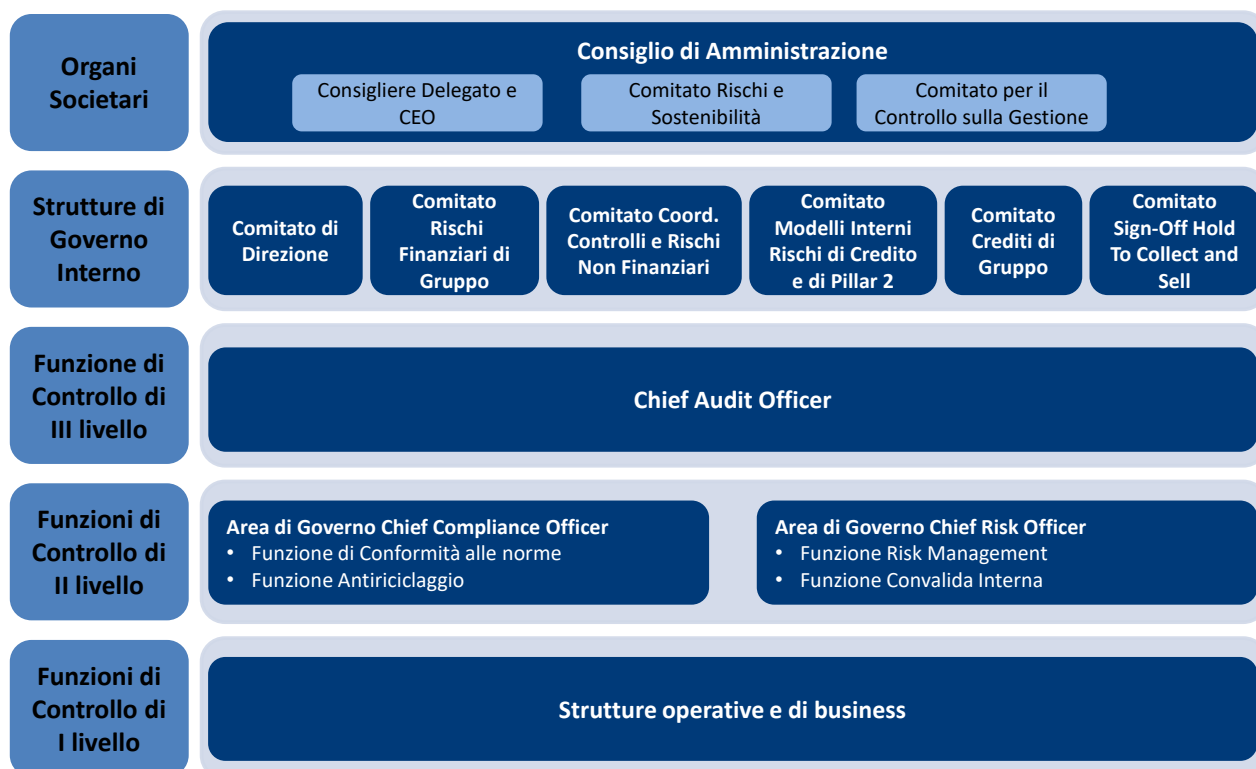 Organi
Societari
Consiglio di Amministrazione
Consigliere Delegato e
CEO
Comitato Rischi e
Sostenibilità
Comitato per il
Controllo sulla Gestione
Strutture di
Governo
Interno
Comitato di
Direzione
Comitato
Rischi
Finanziari di
Gruppo
Comitato Coord.
Controlli e Rischi
Non Finanziari
Comitato
Modelli Interni
Rischi di Credito
e di Pillar 2
Comitato
Crediti di
Gruppo
Comitato
Sign-Off Hold
To Collect and
Sell
Funzione di
Controllo di
III livello
Chief Audit Officer
Funzioni di
Controllo di
II livello
Area di Governo Chief Compliance Officer
• Funzione di Conformità alle norme
• Funzione Antiriciclaggio
Area di Governo Chief Risk Officer
• Funzione Risk Management
• Funzione Convalida Interna
Funzioni di
Controllo di
I livello
Strutture operative e di business